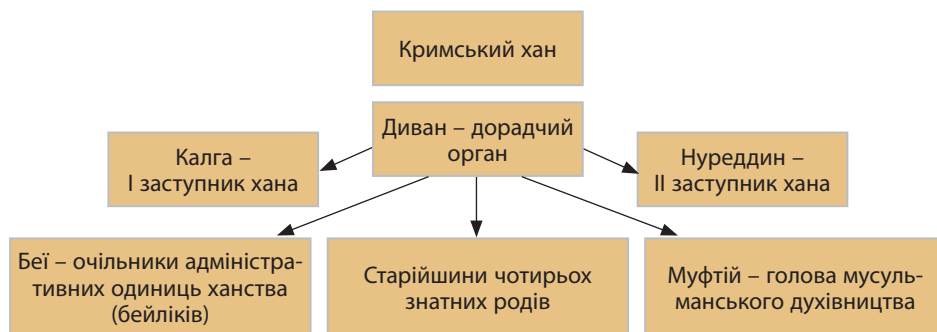 Кримський хан
Диван – дорадчий
орган
Калга –
І заступник хана
Нуреддин –
ІІ заступник хана
Беї – очільники адміністра-
тивних одиниць ханства
(бейліків)
Старійшини чотирьох
знатних родів
Муфтій – голова мусуль-
манського духівництва